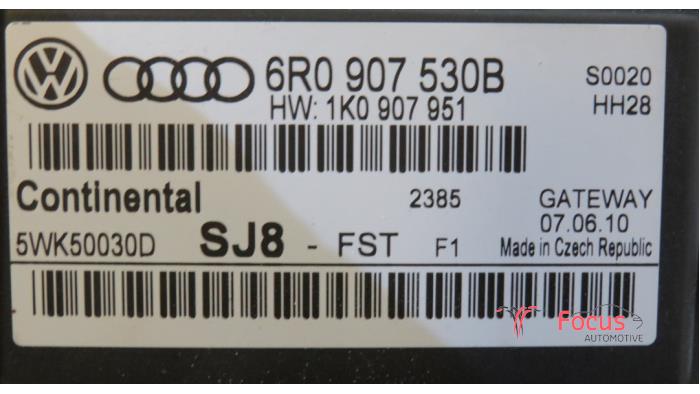 6R0 907 530B S0020
HW: 1K0 907 951 HH28
Continental 2385 GATEWAY
07.06.10
5WK50030D SJ8 - FST F1 Made in Czech Republic
Focus
AUTOMOTIVE